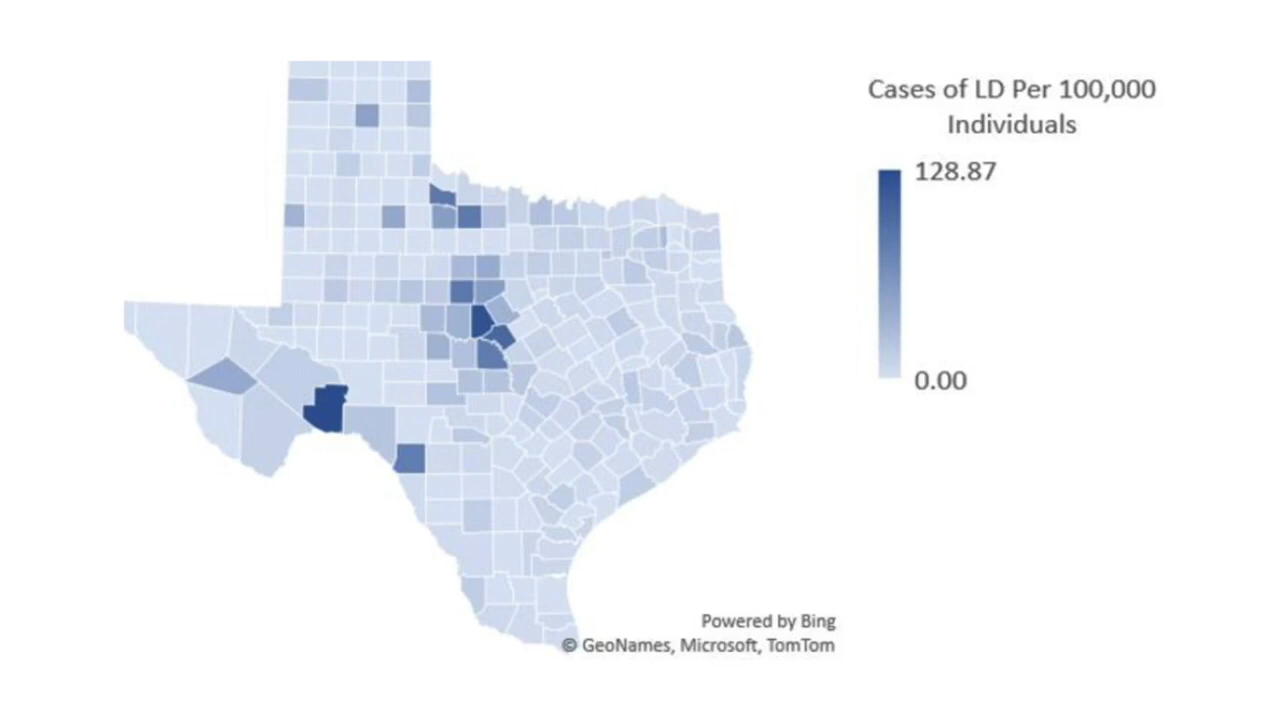 Cases of LD Per 100,000
Individuals
128.87
0.00
Powered by Bing
© GeoNames, Microsoft, TomTom